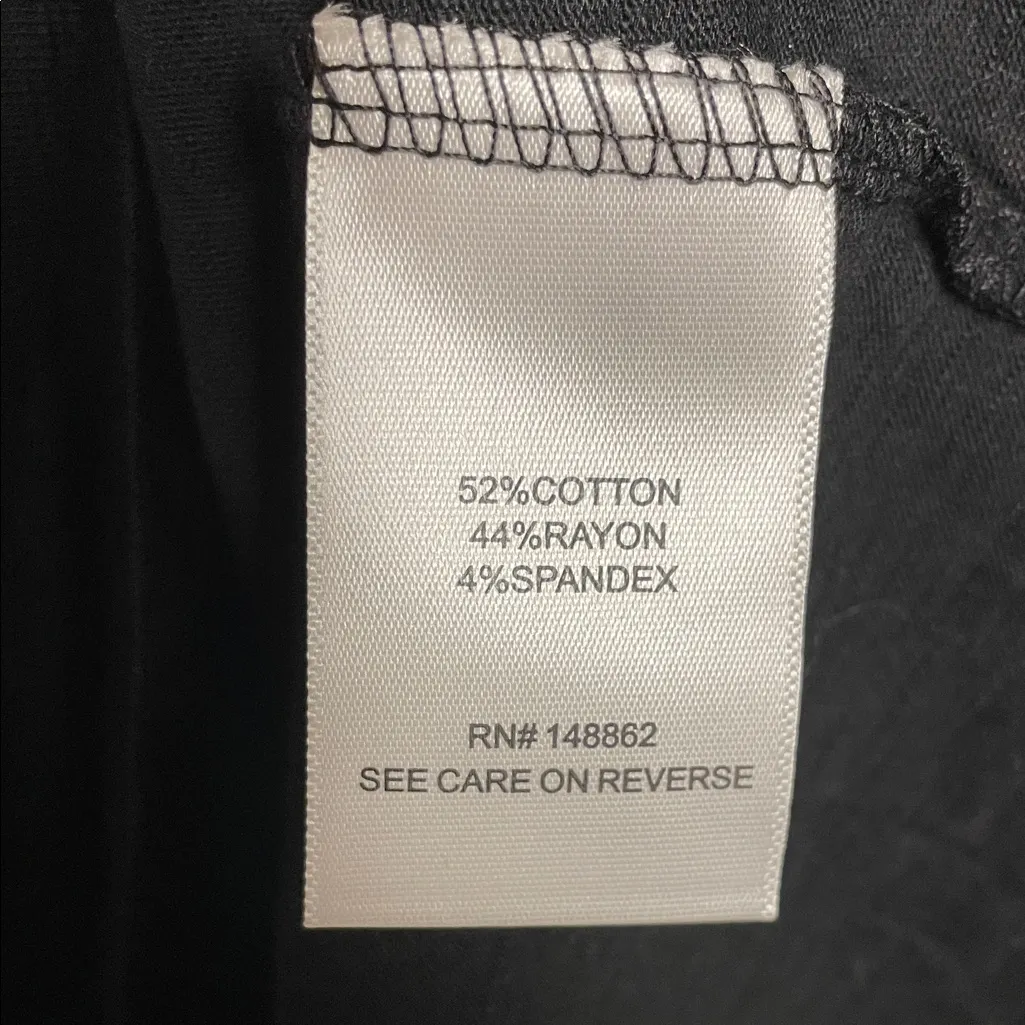 52%COTTON
44%RAYON
4%SPANDEX
RN# 148862
SEE CARE ON REVERSE